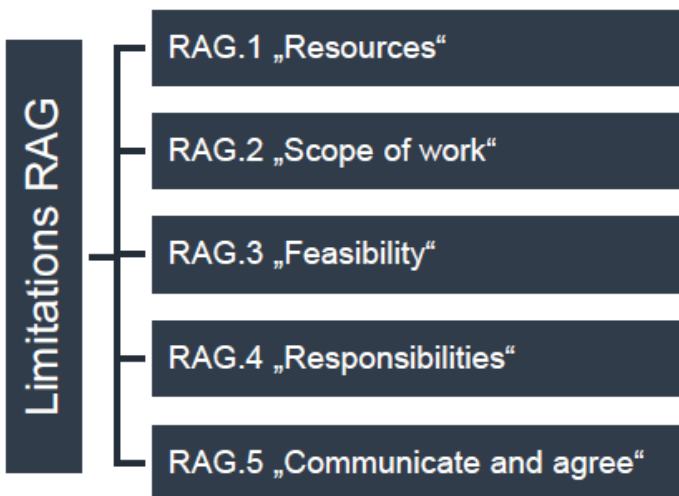 Limitations RAG
RAG.1 „Resources“
RAG.2 „Scope of work“
RAG.3 „Feasibility“
RAG.4 „Responsibilities“
RAG.5 „Communicate and agree“